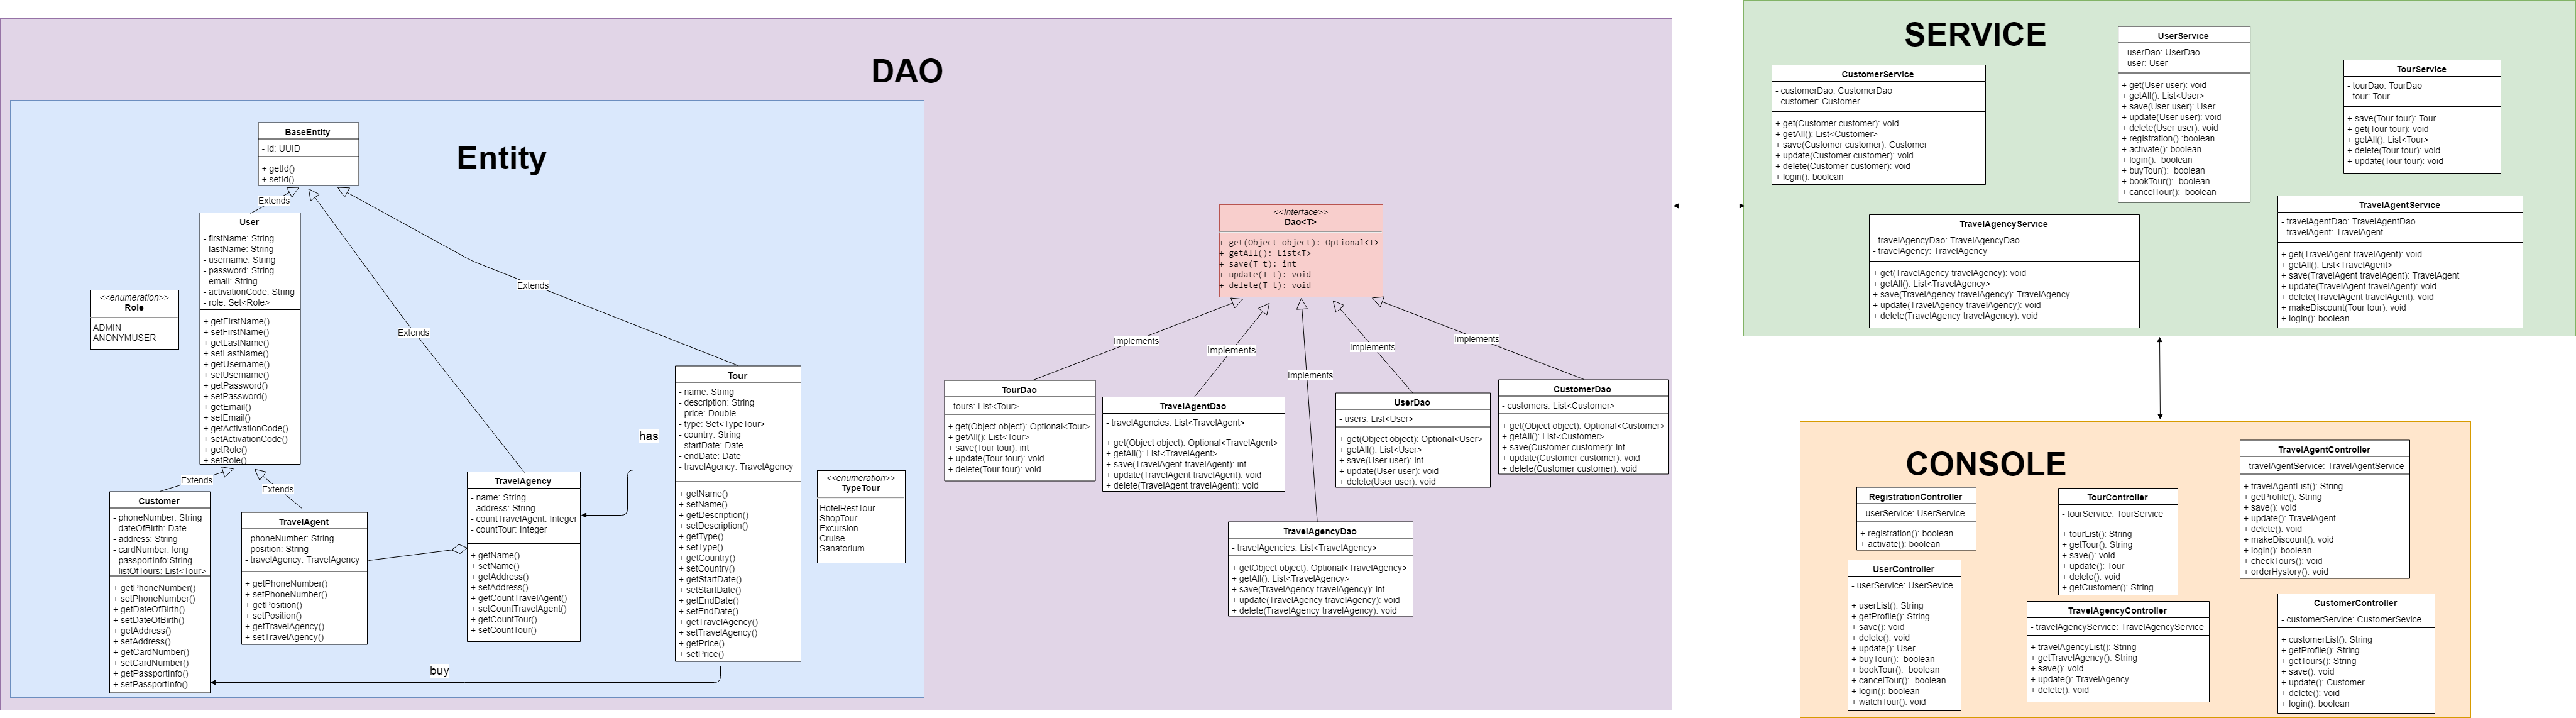 DAO
Entity
BaseEntity
- id: UUID
+ getId()
+ setId()
Extends
Extends
Extends
User
- firstName: String
- lastName: String
- username: String
- password: String
- email: String
- activationCode: String
- role: Set<Role>
+ getFirstName()
+ setFirstName()
+ getLastName()
+ setLastName()
+ getUsername()
+ setUsername()
+ getPassword()
+ setPassword()
+ getEmail()
+ setEmail()
+ getActivationCode()
+ setActivationCode()
+ getRole()
+ setRole()
<<enumeration>>
Role
ADMIN
ANONYMUSER
Extends
Extends
Customer
- phoneNumber: String
- dateOfBirth: Date
- address: String
- cardNumber: long
- passportInfo:String
- listOfTours: List<Tour>
+ getPhoneNumber()
+ setPhoneNumber()
+ getDateOfBirth()
+ setDateOfBirth()
+ getAddress()
+ setAddress()
+ getCardNumber()
+ setCardNumber()
+ getPassportInfo()
+ setPassportInfo()
TravelAgent
- phoneNumber: String
- position: String
- travelAgency: TravelAgency
+ getPhoneNumber()
+ setPhoneNumber()
+ getPosition()
+ setPosition()
+ getTravelAgency()
+ setTravelAgency()
TravelAgency
- name: String
- address: String
- countTravelAgent: Integer
- countTour: Integer
+ getName()
+ setName()
+ getAddress()
+ setAddress()
+ getCountTravelAgent()
+ setCountTravelAgent()
+ getCountTour()
+ setCountTour()
has
buy
Tour
- name: String
- description: String
- price: Double
- type: Set<TypeTour>
- country: String
- startDate: Date
- endDate: Date
- travelAgency: TravelAgency
+ getName()
+ setName()
+ getDescription()
+ setDescription()
+ getType()
+ setType()
+ getCountry()
+ setCountry()
+ getStartDate()
+ setStartDate()
+ getEndDate()
+ setEndDate()
+ getTravelAgency()
+ setTravelAgency()
+ getPrice()
+ setPrice()
<<enumeration>>
TypeTour
HotelRestTour
ShopTour
Excursion
Cruise
Sanatorium
<<Interface>>
Dao<T>
+ get(Object object): Optional<T>
+ getAll(): List<T>
+ save(T t): int
+ update(T t): void
+ delete(T t): void
Implements
Implements
Implements
Implements
Implements
TourDao
- tours: List<Tour>
+ get(Object object): Optional<Tour>
+ getAll(): List<Tour>
+ save(Tour tour): int
+ update(Tour tour): void
+ delete(Tour tour): void
TravelAgentDao
- travelAgencies: List<TravelAgent>
+ get(Object object): Optional<TravelAgent>
+ getAll(): List<TravelAgent>
+ save(TravelAgent travelAgent): int
+ update(TravelAgent travelAgent): void
+ delete(TravelAgent travelAgent): void
UserDao
- users: List<User>
+ get(Object object): Optional<User>
+ getAll(): List<User>
+ save(User user): int
+ update(User user): void
+ delete(User user): void
CustomerDao
- customers: List<Customer>
+ get(Object object): Optional<Customer>
+ getAll(): List<Customer>
+ save(Customer customer): int
+ update(Customer customer): void
+ delete(Customer customer): void
TravelAgencyDao
- travelAgencies: List<TravelAgency>
+ getObject object): Optional<TravelAgency>
+ getAll(): List<TravelAgency>
+ save(TravelAgency travelAgency): int
+ update(TravelAgency travelAgency): void
+ delete(TravelAgency travelAgency): void
SERVICE
CustomerService
- customerDao: CustomerDao
- customer: Customer
+ get(Customer customer): void
+ getAll(): List<Customer>
+ save(Customer customer): Customer
+ update(Customer customer): void
+ delete(Customer customer): void
+ login(): boolean
UserService
- userDao: UserDao
- user: User
+ get(User user): void
+ getAll(): List<User>
+ save(User user): User
+ update(User user): void
+ delete(User user): void
+ registration() :boolean
+ activate(): boolean
+ login(): boolean
+ buyTour(): boolean
+ bookTour(): boolean
+ cancelTour(): boolean
TourService
- tourDao: TourDao
- tour: Tour
+ save(Tour tour): Tour
+ get(Tour tour): void
+ getAll(): List<Tour>
+ delete(Tour tour): void
+ update(Tour tour): void
TravelAgencyService
- travelAgencyDao: TravelAgencyDao
- travelAgency: TravelAgency
+ get(TravelAgency travelAgency): void
+ getAll(): List<TravelAgency>
+ save(TravelAgency travelAgency): TravelAgency
+ update(TravelAgency travelAgency): void
+ delete(TravelAgency travelAgency): void
TravelAgentService
- travelAgentDao: TravelAgentDao
- travelAgent: TravelAgent
+ get(TravelAgent travelAgent): void
+ getAll(): List<TravelAgent>
+ save(TravelAgent travelAgent): TravelAgent
+ update(TravelAgent travelAgent): void
+ delete(TravelAgent travelAgent): void
+ makeDiscount(Tour tour): void
+ login(): boolean
CONSOLE
RegistrationController
- userService: UserService
+ registration(): boolean
+ activate(): boolean
UserController
- userService: UserSevice
+ userList(): String
+ getProfile(): String
+ save(): void
+ delete(): void
+ update(): User
+ buyTour(): boolean
+ bookTour(): boolean
+ cancelTour(): boolean
+ login(): boolean
+ watchTour(): void
TourController
- tourService: TourService
+ tourList(): String
+ getTour(): String
+ save(): void
+ update(): Tour
+ delete(): void
+ getCustomer(): String
TravelAgencyController
- travelAgencyService: TravelAgencyService
+ travelAgencyList(): String
+ getTravelAgency(): String
+ save(): void
+ update(): TravelAgency
+ delete(): void
TravelAgentController
- travelAgentService: TravelAgentService
+ travelAgentList(): String
+ getProfile(): String
+ save(): void
+ update(): TravelAgent
+ delete(): void
+ makeDiscount(): void
+ login(): boolean
+ checkTours(): void
+ orderHystory(): void
CustomerController
- customerService: CustomerSevice
+ customerList(): String
+ getProfile(): String
+ getTours(): String
+ save(): void
+ update(): Customer
+ delete(): void
+ login(): boolean